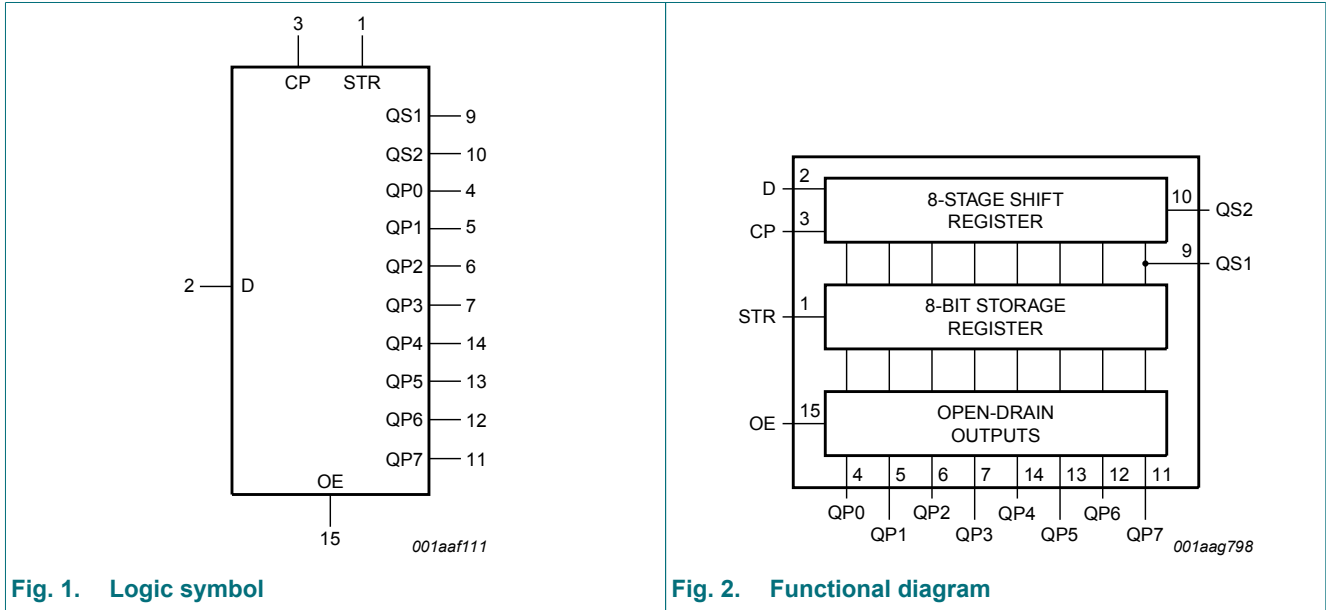 3 1
CP STR
QS1 9
QS2 10
QP0 4
QP1 5
QP2 6
2 D
QP3 7
QP4 14
QP5 13
QP6 12
QP7 11
OE
15
001aaf111
Fig. 1. Logic symbol
D 2
8-STAGE SHIFT
REGISTER
10 QS2
CP 3
9 QS1
STR 1
8-BIT STORAGE
REGISTER
OE 15
OPEN-DRAIN
OUTPUTS
4 5 6 7 14 13 12 11
QP0 QP2 QP4 QP6
QP1 QP3 QP5 QP7
001aag798
Fig. 2. Functional diagram